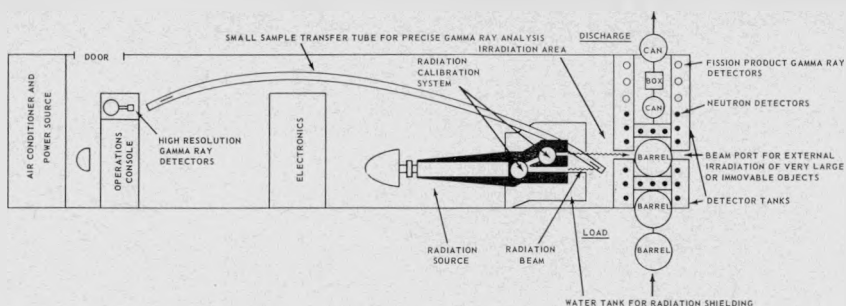 SMALL SAMPLE TRANSFER TUBE FOR PRECISE GAMMA RAY ANALYSIS
DISCHARGE
IRRADIATION AREA
DOOR
RADIATION
CALIBRATION
SYSTEM
CAN
BOX
CAN
FISSION PRODUCT GAMMA RAY
DETECTORS
AIR CONDITIONER AND
POWER SOURCE
OPERATIONS
CONSOLE
HIGH RESOLUTION
GAMMA RAY
DETECTORS
ELECTRONICS
NEUTRON DETECTORS
BARREL
BEAM PORT FOR EXTERNAL
IRRADIATION OF VERY LARGE
OR IMMOVABLE OBJECTS
DETECTOR TANKS
BARREL
LOAD
RADIATION
SOURCE
RADIATION
BEAM
BARREL
WATER TANK FOR RADIATION SHIELDING